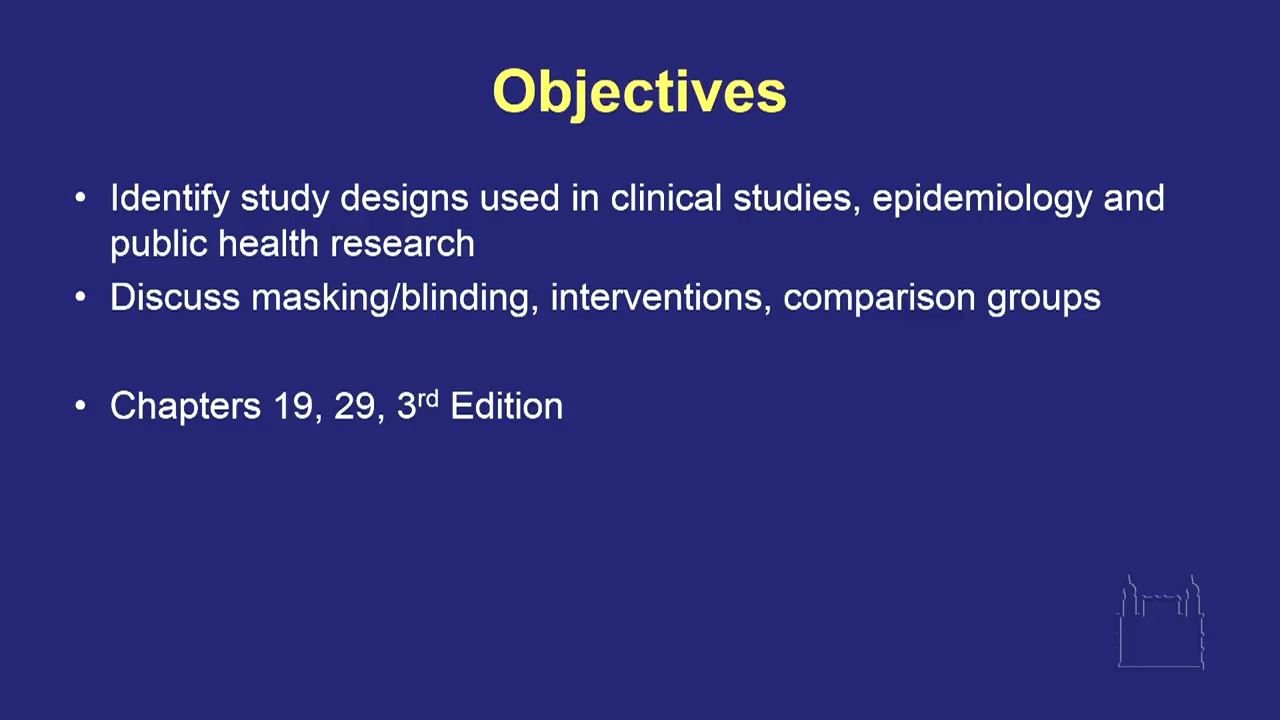 Objectives
• Identify study designs used in clinical studies, epidemiology and
public health research
• Discuss masking/blinding, interventions, comparison groups
• Chapters 19, 29, 3rd Edition